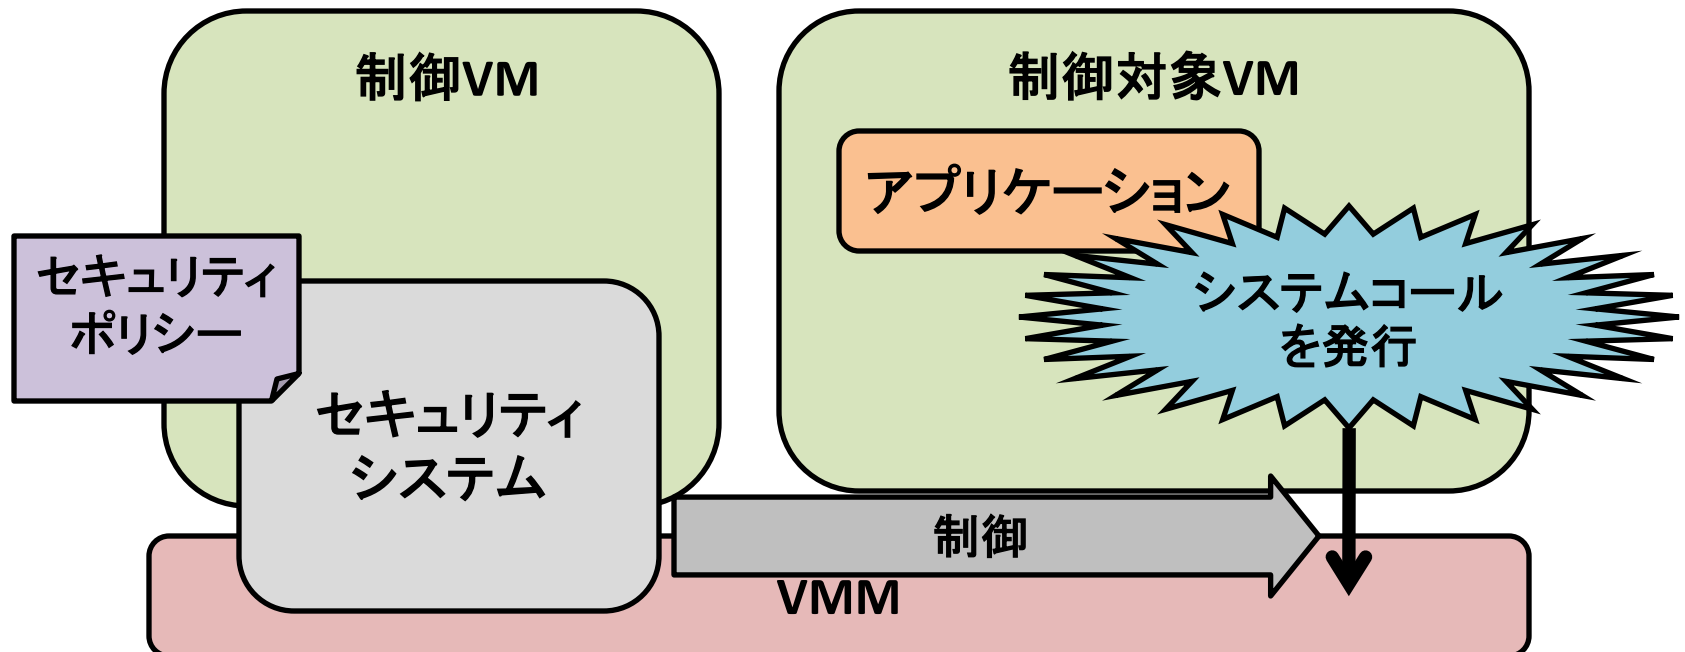 制御VM
制御対象VM
アプリケーション
セキュリティ
ポリシー
システムコール
を発行
セキュリティ
システム
制御
VMM